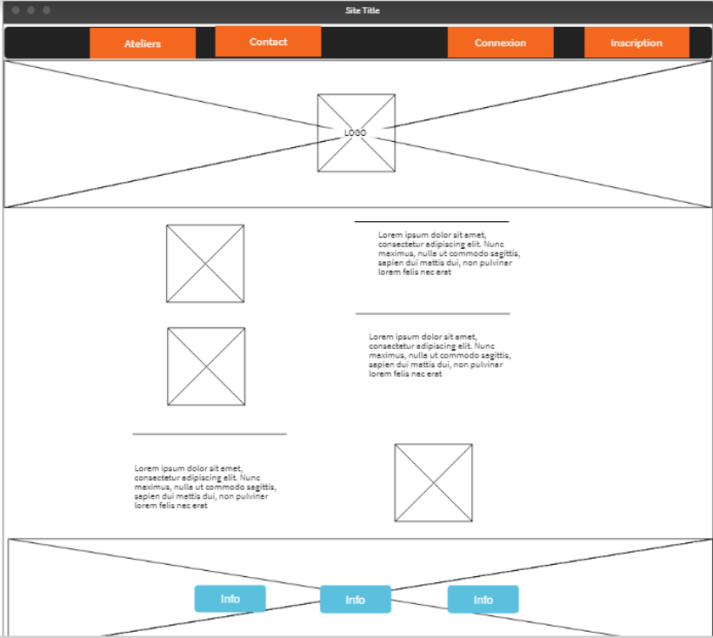 Site Title
Ateliers
Contact
Connexion
Inscription
LOGO
Lorem ipsum dolor sit amet,
consectetur adipiscing elit. Nunc
maximus, nulla ut commodo sagittis,
sapien dui mattis dui, non pulvinar
lorem felis nec erat
Lorem ipsum dolor sit amet,
consectetur adipiscing elit. Nunc
maximus, nulla ut commodo sagittis,
sapien dui mattis dui, non pulvinar
lorem felis nec erat
Lorem ipsum dolor sit amet,
consectetur adipiscing elit. Nunc
maximus, nulla ut commodo sagittis,
sapien dui mattis dui, non pulvinar
lorem felis nec erat
Info
Info
Info